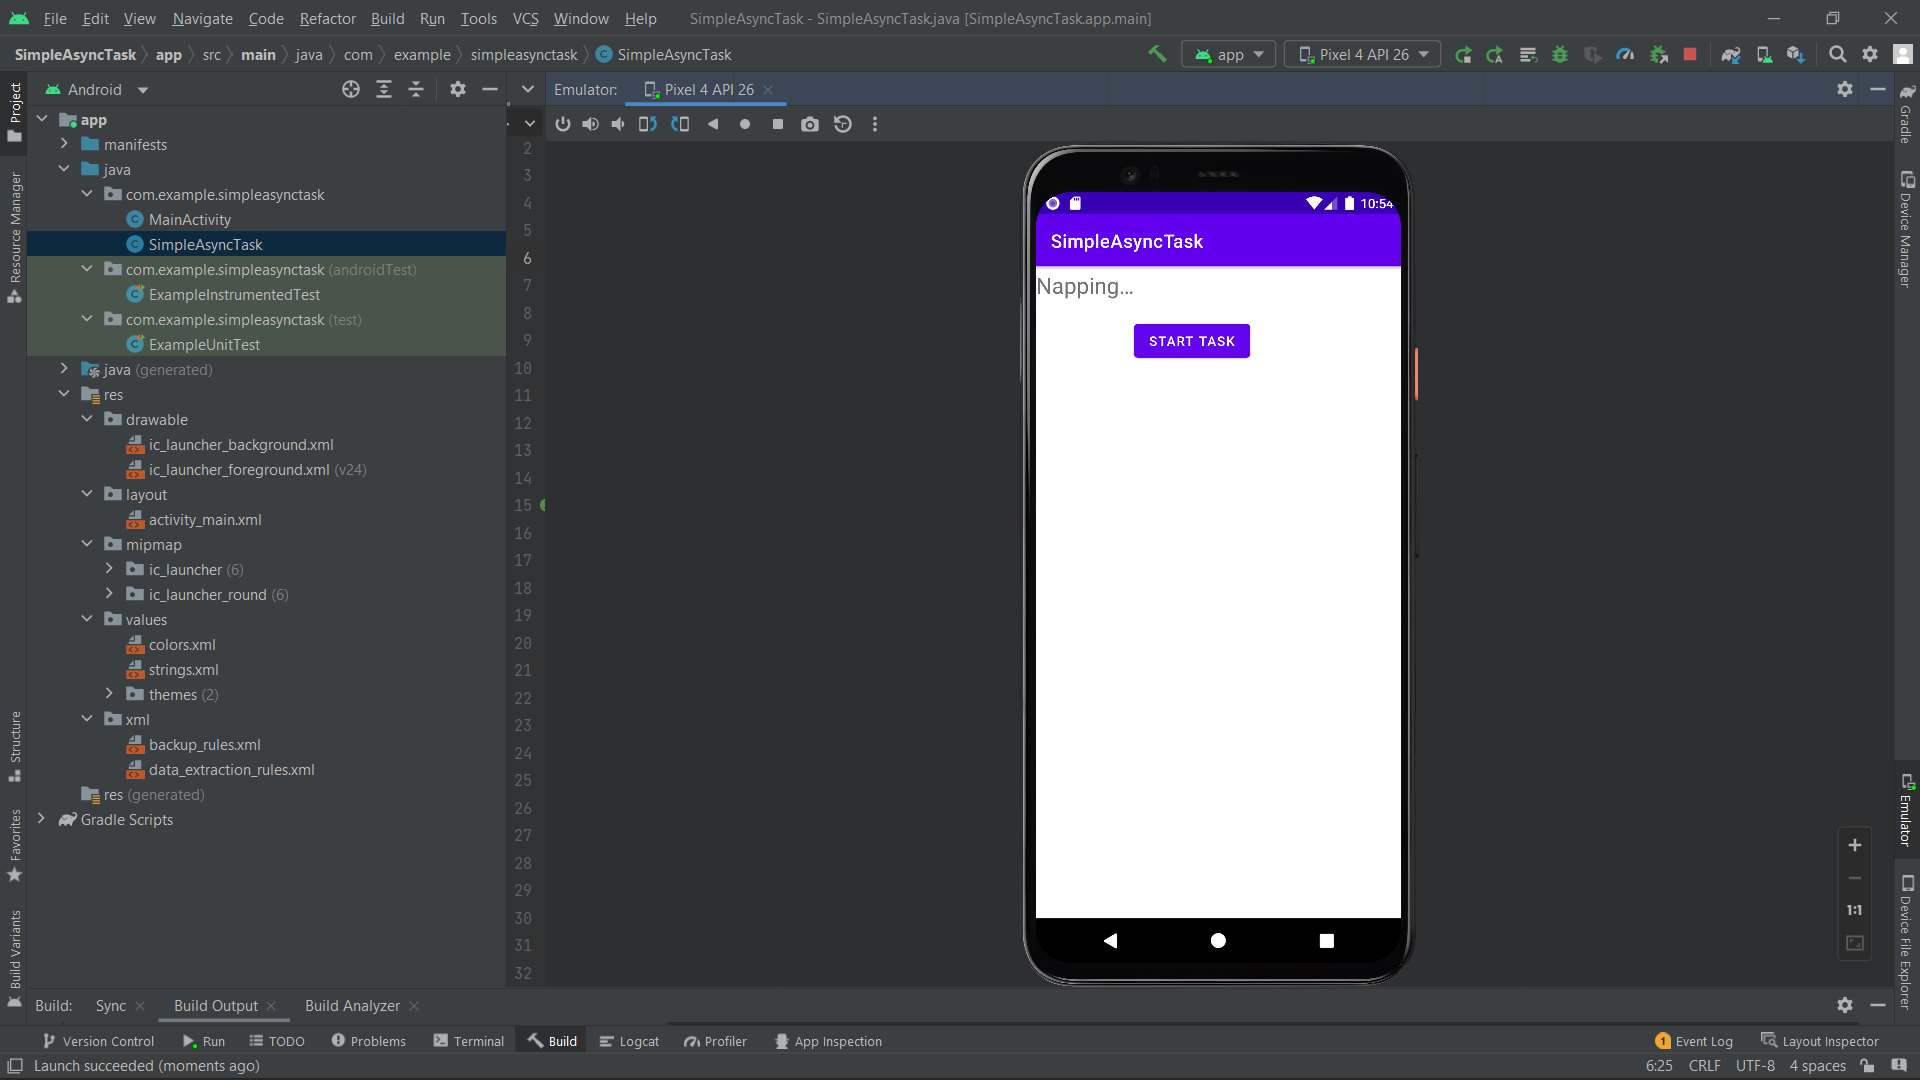 File Edit View Navigate Code Refactor Build Run Tools VCS Window Help SimpleAsyncTask - SimpleAsyncTask.java [SimpleAsyncTask.app.main]
SimpleAsyncTask app src main java com example simpleasynctask SimpleAsyncTask app Pixel 4 API 26
Android
Emulator: Pixel 4 API 26
Project
Resource Manager
Structure
Favorites
Build Variants
app
manifests
java
com.example.simpleasynctask
MainActivity
SimpleAsyncTask
com.example.simpleasynctask (androidTest)
ExampleInstrumentedTest
com.example.simpleasynctask (test)
ExampleUnitTest
java (generated)
res
drawable
ic_launcher_background.xml
ic_launcher_foreground.xml (v24)
layout
activity_main.xml
mipmap
ic_launcher (6)
ic_launcher_round (6)
values
colors.xml
strings.xml
themes (2)
xml
backup_rules.xml
data_extraction_rules.xml
res (generated)
Gradle Scripts
2
3
4
5
6
7
8
9
10
11
12
13
14
15
16
17
18
19
20
21
22
23
24
25
26
27
28
29
30
31
32
10:54
SimpleAsyncTask
Napping...
START TASK
1:1
Gradle
Device Manager
Emulator
Device File Explorer
Build: Sync Build Output Build Analyzer
Version Control Run TODO Problems Terminal Build Logcat Profiler App Inspection 1 Event Log Layout Inspector
Launch succeeded (moments ago) 6:25 CRLF UTF-8 4 spaces